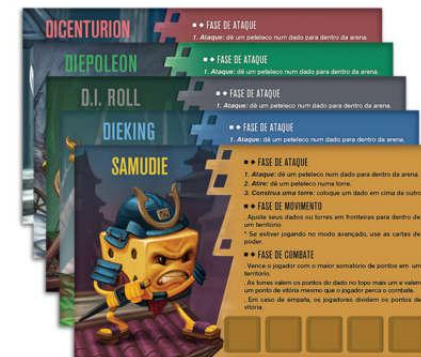 DICENTURION
●● FASE DE ATAQUE
1. Ataque: dê um peteleco num dado para dentro da arena.
DIEPOLEON
●● FASE DE ATAQUE
1. Ataque: dê um peteleco num dado para dentro da arena.
D.I. ROLL
●● FASE DE ATAQUE
1. Ataque: dê um peteleco num dado para dentro da arena.
DIEKING
●● FASE DE ATAQUE
1. Ataque: dê um peteleco num dado para dentro da arena.
SAMUDIE
●● FASE DE ATAQUE
1. Ataque: dê um peteleco num dado para dentro da arena.
2. Atire: dê um peteleco numa torre.
3. Construa uma torre: coloque um dado em cima de outro
●● FASE DE MOVIMENTO
. Ajuste seus dados ou torres em fronteiras para dentro de
um território.
* Se estiver jogando no modo avançado, use as cartas de
poder.
●● FASE DE COMBATE
. Vence o jogador com o maior somatório de pontos em um
território.
. As torres valem os pontos do dado no topo mais um e valem
um ponto de vitória mesmo que o jogador perca o combate.
. Em caso de empate, os jogadores dividem os pontos de
vitória.